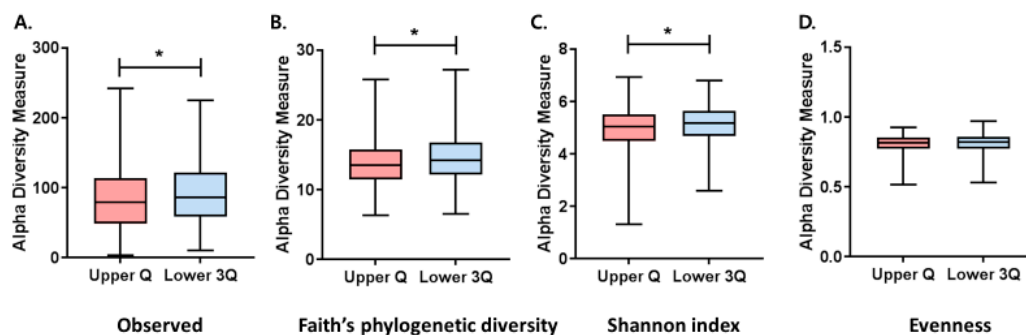 A.
Alpha Diversity Measure
300
200
100
0
*
Upper Q Lower 3Q
Observed
B.
Alpha Diversity Measure
30
20
10
0
*
Upper Q Lower 3Q
Faith's phylogenetic diversity
C.
Alpha Diversity Measure
8
6
4
2
0
*
Upper Q Lower 3Q
Shannon index
D.
Alpha Diversity Measure
1.5
1.0
0.5
0.0
Upper Q Lower 3Q
Evenness